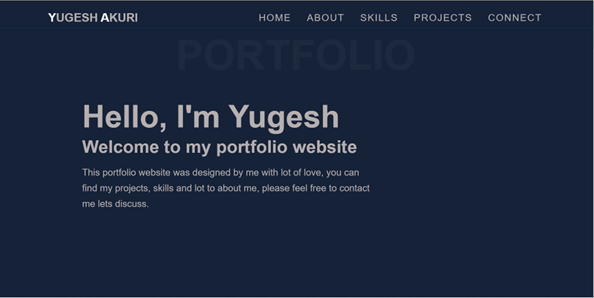 YUGESH AKURI HOME ABOUT SKILLS PROJECTS CONNECT
PORTFOLIO
Hello, I'm Yugesh
Welcome to my portfolio website
This portfolio website was designed by me with lot of love, you can
find my projects, skills and lot to about me, please feel free to contact
me lets discuss.